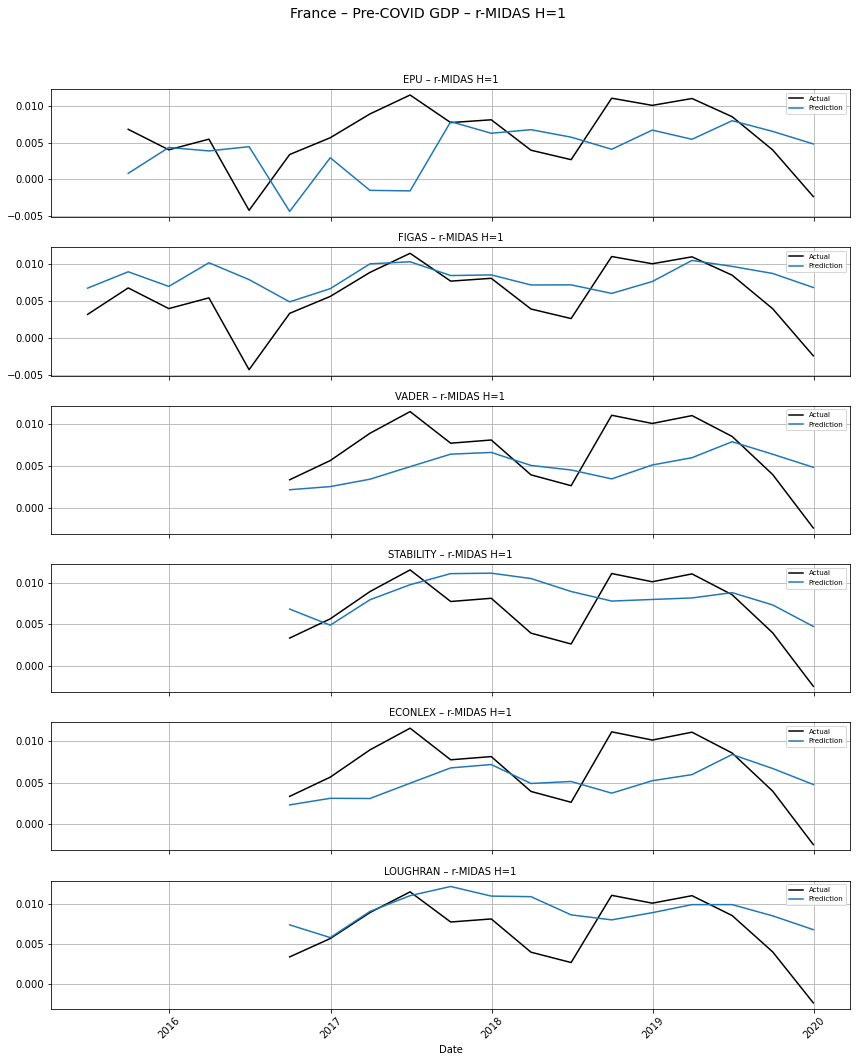 France – Pre-COVID GDP – r-MIDAS H=1
EPU – r-MIDAS H=1
0.010
0.005
0.000
−0.005
Actual
Prediction
FIGAS – r-MIDAS H=1
0.010
0.005
0.000
−0.005
Actual
Prediction
VADER – r-MIDAS H=1
0.010
0.005
0.000
Actual
Prediction
STABILITY – r-MIDAS H=1
0.010
0.005
0.000
Actual
Prediction
ECONLEX – r-MIDAS H=1
0.010
0.005
0.000
Actual
Prediction
LOUGHRAN – r-MIDAS H=1
0.010
0.005
0.000
Actual
Prediction
2016
2017
2018
2019
2020
Date